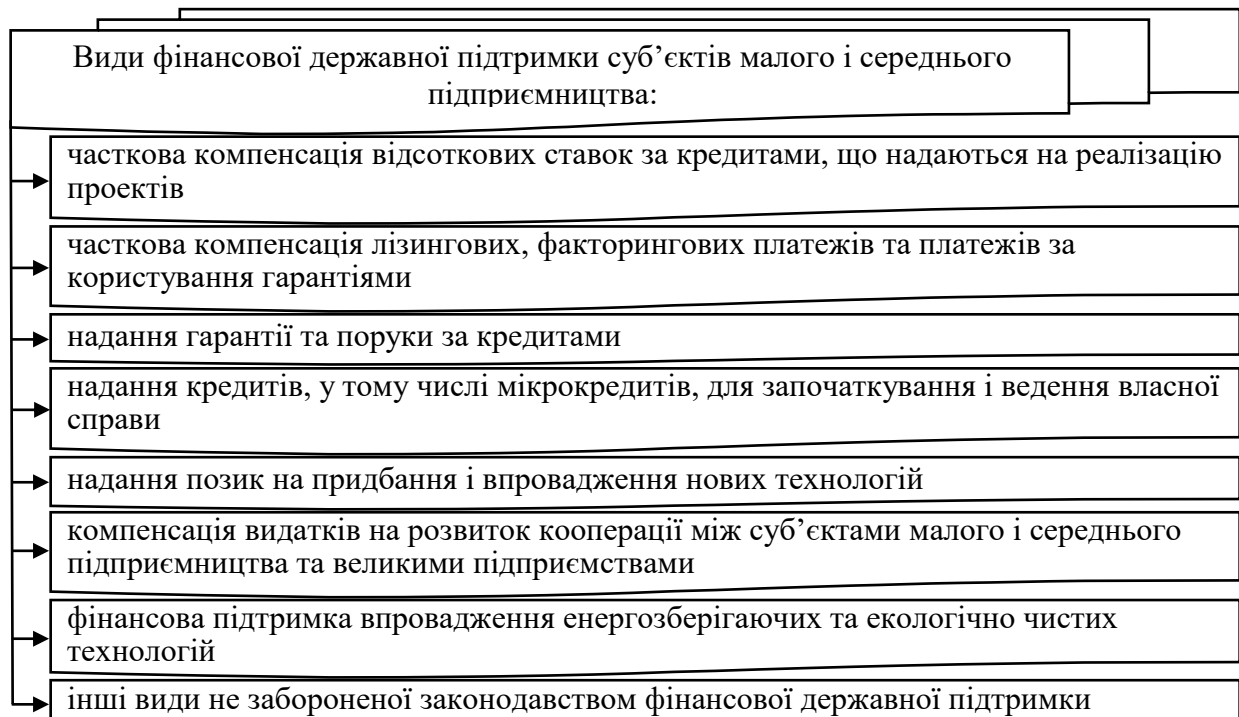 Види фінансової державної підтримки суб’єктів малого і середнього
підприємництва:
часткова компенсація відсоткових ставок за кредитами, що надаються на реалізацію
проектів
часткова компенсація лізингових, факторингових платежів та платежів за
користування гарантіями
надання гарантії та поруки за кредитами
надання кредитів, у тому числі мікрокредитів, для започаткування і ведення власної
справи
надання позик на придбання і впровадження нових технологій
компенсація видатків на розвиток кооперації між суб’єктами малого і середнього
підприємництва та великими підприємствами
фінансова підтримка впровадження енергозберігаючих та екологічно чистих
технологій
інші види не забороненої законодавством фінансової державної підтримки